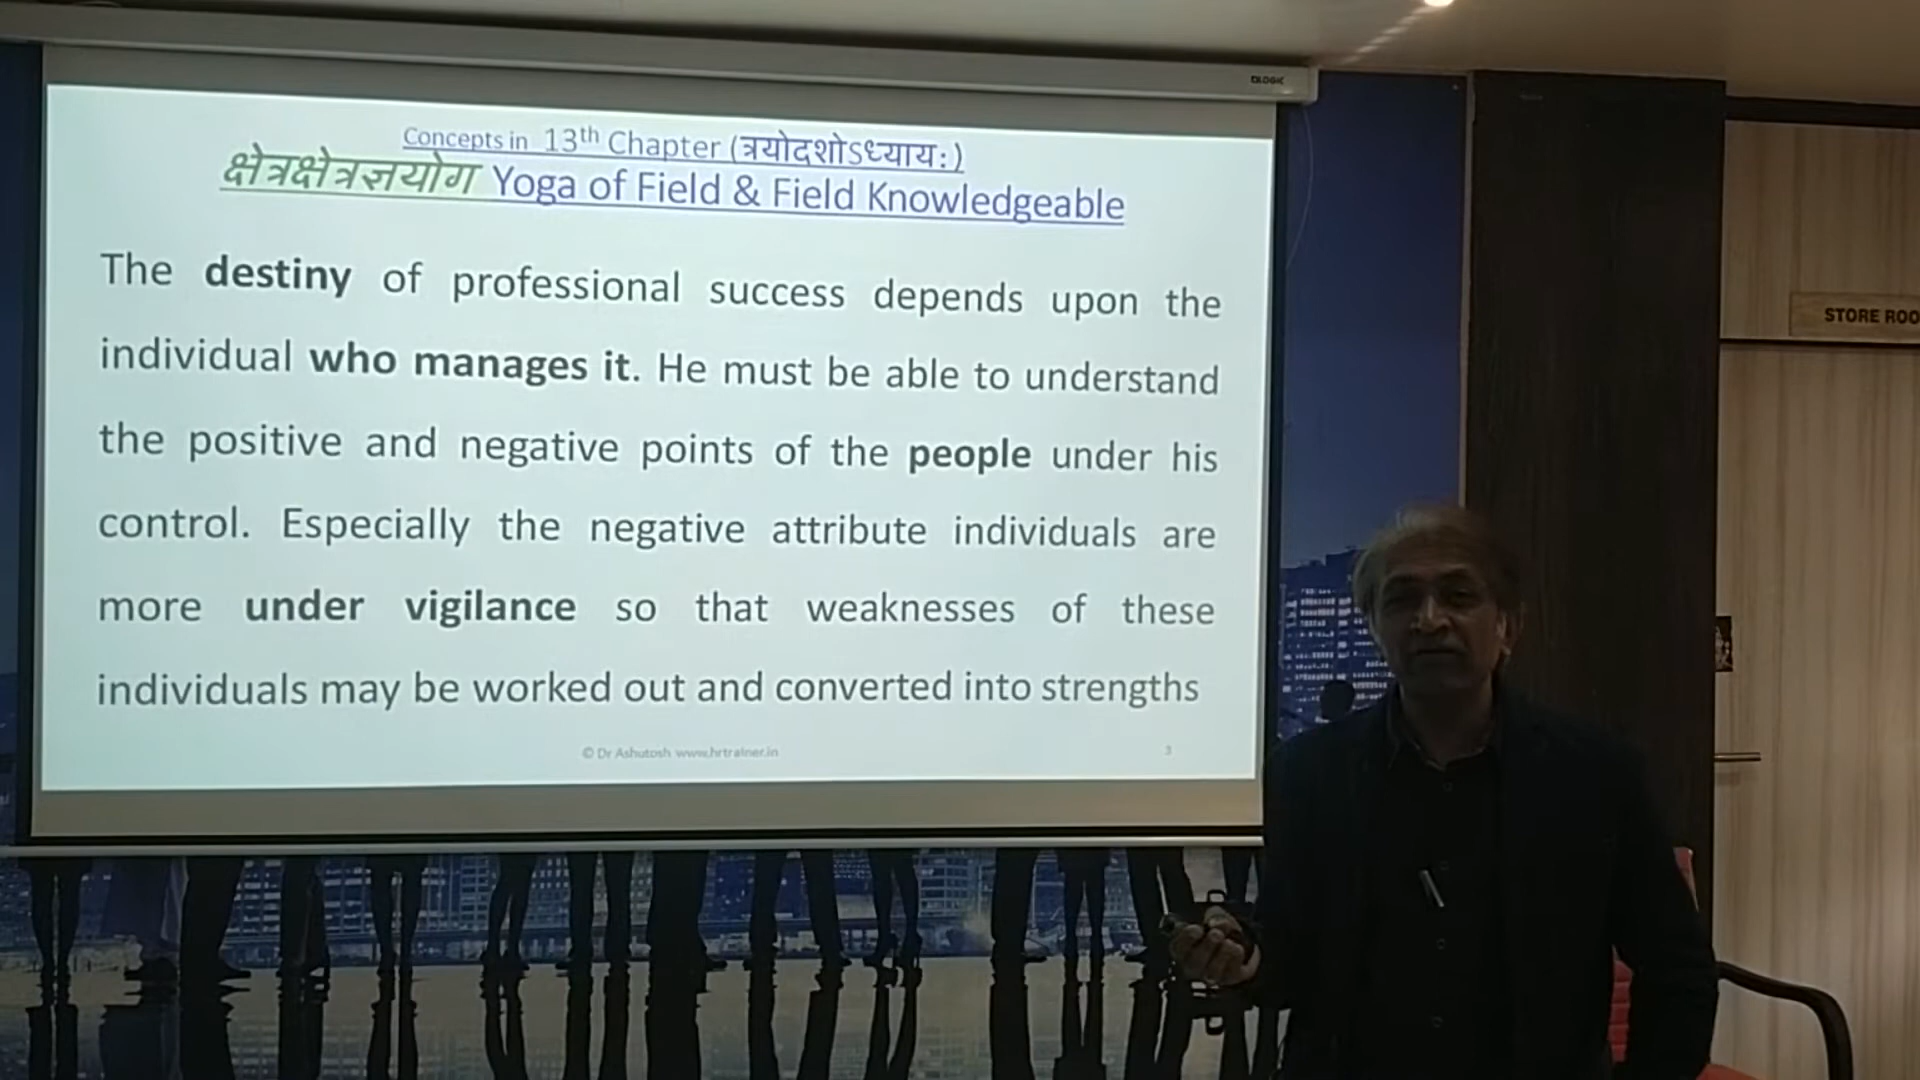 DLOGIC
Concepts in 13th Chapter (त्रयोदशोऽध्याय:)
क्षेत्रक्षेत्रज्ञयोग Yoga of Field & Field Knowledgeable
The destiny of professional success depends upon the
individual who manages it. He must be able to understand
the positive and negative points of the people under his
control. Especially the negative attribute individuals are
more under vigilance so that weaknesses of these
individuals may be worked out and converted into strengths
© Dr Ashutosh www.hrtrainer.in
3
STORE ROO